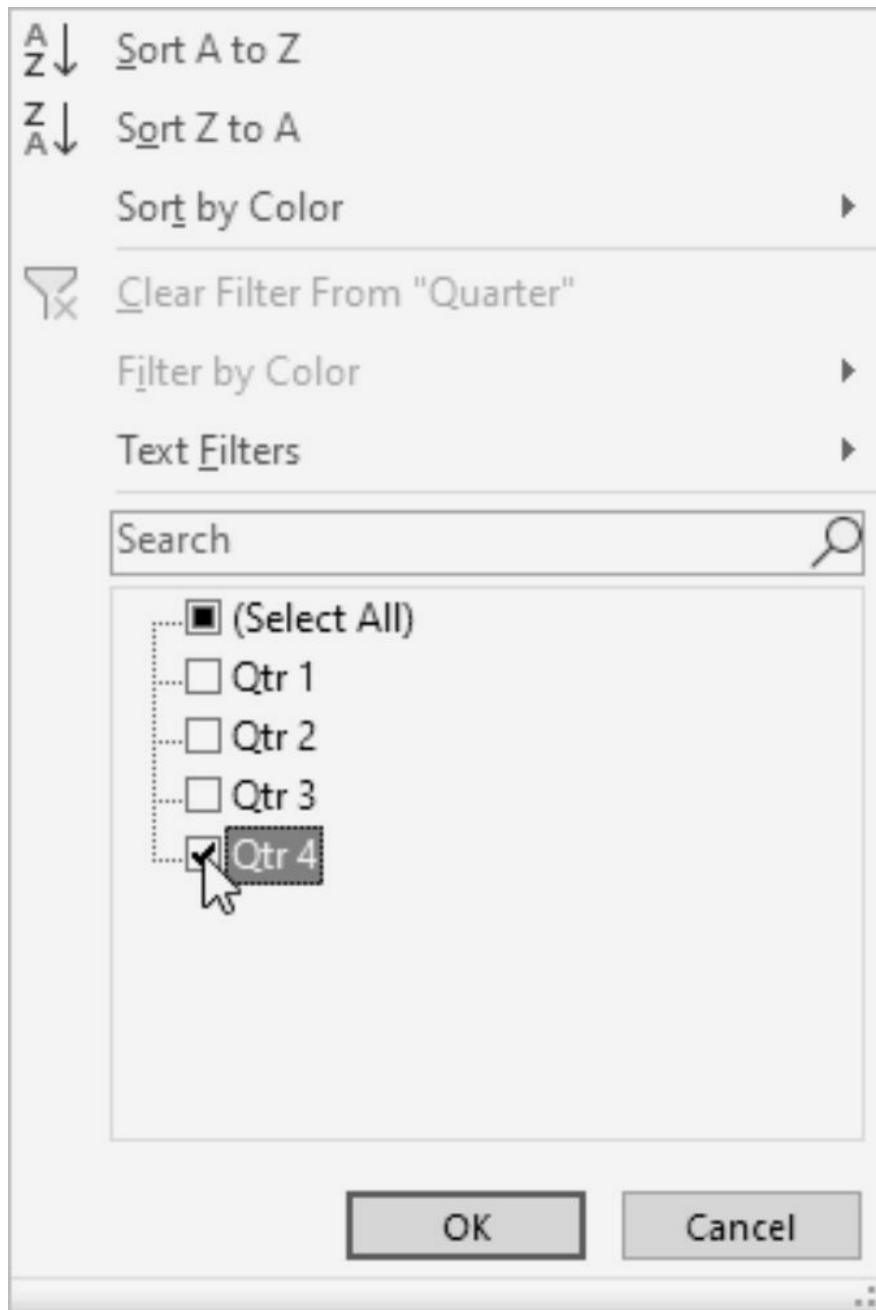 Sort A to Z
Sort Z to A
Sort by Color
Clear Filter From "Quarter"
Filter by Color
Text Filters
Search
(Select All)
Qtr 1
Qtr 2
Qtr 3
Qtr 4
OK Cancel